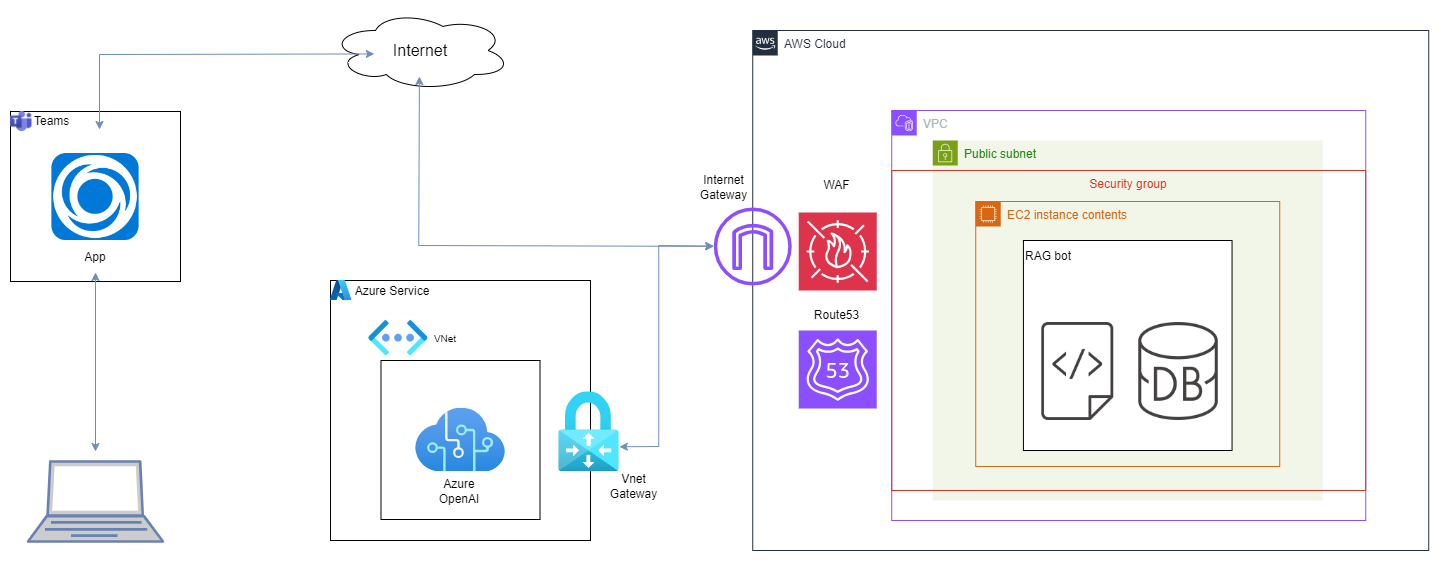 Internet
aws
AWS Cloud
Teams
App
VPC
Public subnet
Security group
EC2 instance contents
RAG bot
</>
DB
Internet
Gateway
WAF
Route53
53
Azure Service
VNet
Azure
OpenAI
Vnet
Gateway